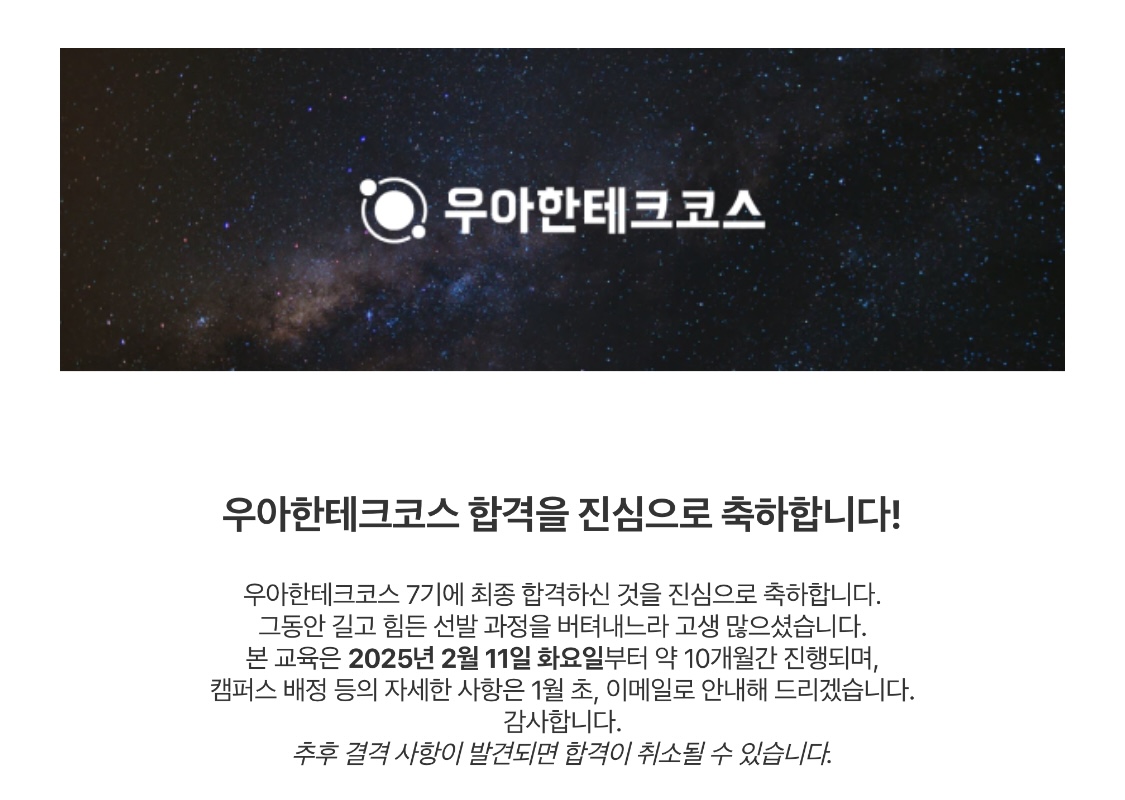 우아한테크코스
우아한테크코스 합격을 진심으로 축하합니다!
우아한테크코스 7기에 최종 합격하신 것을 진심으로 축하합니다.
그동안 길고 힘든 선발 과정을 버텨내느라 고생 많으셨습니다.
본 교육은 2025년 2월 11일 화요일부터 약 10개월간 진행되며,
캠퍼스 배정 등의 자세한 사항은 1월 초, 이메일로 안내해 드리겠습니다.
감사합니다.
추후 결격 사항이 발견되면 합격이 취소될 수 있습니다.